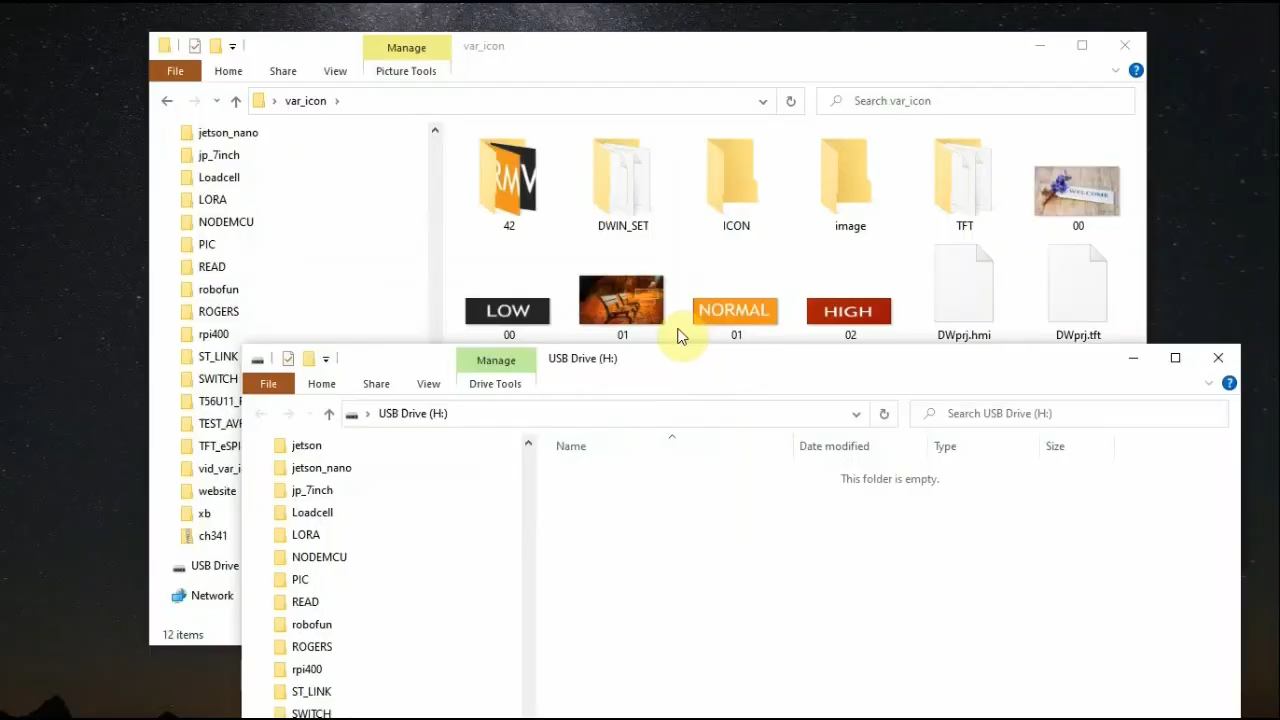 Manage
var_icon
File
Home
Share
View
Picture Tools
var_icon
Search var_icon
jetson_nano
jp_7inch
Loadcell
LORA
NODEMCU
PIC
READ
robofun
ROGERS
rpi400
ST_LINK
SWITCH
T56U11_
TEST_AV
TFT_eSPI
vid_var_i
website
xb
ch341
USB Drive
Network
12 items
RMV
WELCOME
42
DWIN_SET
ICON
image
TFT
00
LOW
NORMAL
HIGH
00
01
01
02
DWprj.hmi
DWprj.tft
Manage
USB Drive (H:)
File
Home
Share
View
Drive Tools
USB Drive (H:)
Search USB Drive (H:)
jetson
jetson_nano
jp_7inch
Loadcell
LORA
NODEMCU
PIC
READ
robofun
ROGERS
rpi400
ST_LINK
SWITCH
Name
Date modified
Type
Size
This folder is empty.